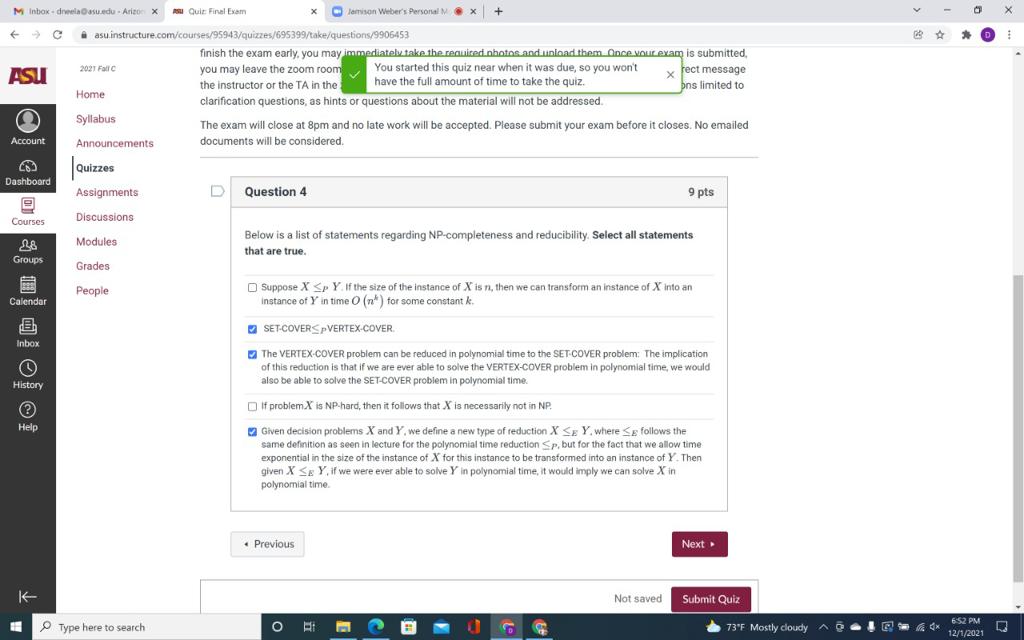 Inbox - dneela@asu.edu - Arizon
Quiz: Final Exam
Jamison Weber's Personal M
asu.instructure.com/courses/95943/quizzes/695399/take/questions/9906453
D
ASU
Account
Dashboard
Courses
Groups
Calendar
Inbox
History
Help
2021 Fall C
Home
Syllabus
Announcements
Quizzes
Assignments
Discussions
Modules
Grades
People
finish the exam early, you may immediately take the required photos and upload them. Once your exam is submitted,
you may leave the zoom room
rect message
the instructor or the TA in the
ons limited to
clarification questions, as hints or questions about the material will not be addressed.
You started this quiz near when it was due, so you won't
have the full amount of time to take the quiz.
The exam will close at 8pm and no late work will be accepted. Please submit your exam before it closes. No emailed
documents will be considered.
Question 4
9 pts
Below is a list of statements regarding NP-completeness and reducibility. Select all statements
that are true.
Suppose X ≤P Y. If the size of the instance of X is n, then we can transform an instance of X into an
instance of Y in time O (n^k) for some constant k.
SET-COVER≤P VERTEX-COVER.
The VERTEX-COVER problem can be reduced in polynomial time to the SET-COVER problem: The implication
of this reduction is that if we are ever able to solve the VERTEX-COVER problem in polynomial time, we would
also be able to solve the SET-COVER problem in polynomial time.
If problem X is NP-hard, then it follows that X is necessarily not in NP.
Given decision problems X and Y, we define a new type of reduction X ≤E Y, where ≤E follows the
same definition as seen in lecture for the polynomial time reduction ≤P, but for the fact that we allow time
exponential in the size of the instance of X for this instance to be transformed into an instance of Y. Then
given X ≤E Y, if we were ever able to solve Y in polynomial time, it would imply we can solve X in
polynomial time.
Previous
Next
Not saved
Submit Quiz
Type here to search
73°F Mostly cloudy
6:52 PM
12/1/2021